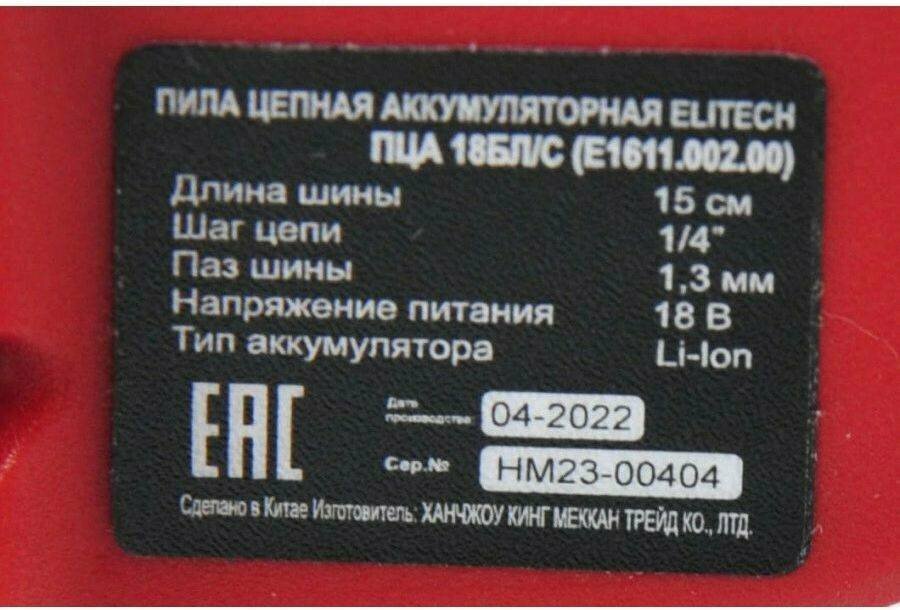 ПИЛА ЦЕПНАЯ АККУМУЛЯТОРНАЯ ELITECH
ПЦА 18БЛ/С (E1611.002.00)
Длина шины 15 см
Шаг цепи 1/4"
Паз шины 1,3 мм
Напряжение питания 18 В
Тип аккумулятора Li-Ion
EAC
Дата
производства
04-2022
Сер.№ HM23-00404
Сделано в Китае Изготовитель: ХАНЧЖОУ КИНГ МЕККАН ТРЕЙД КО., ЛТД.